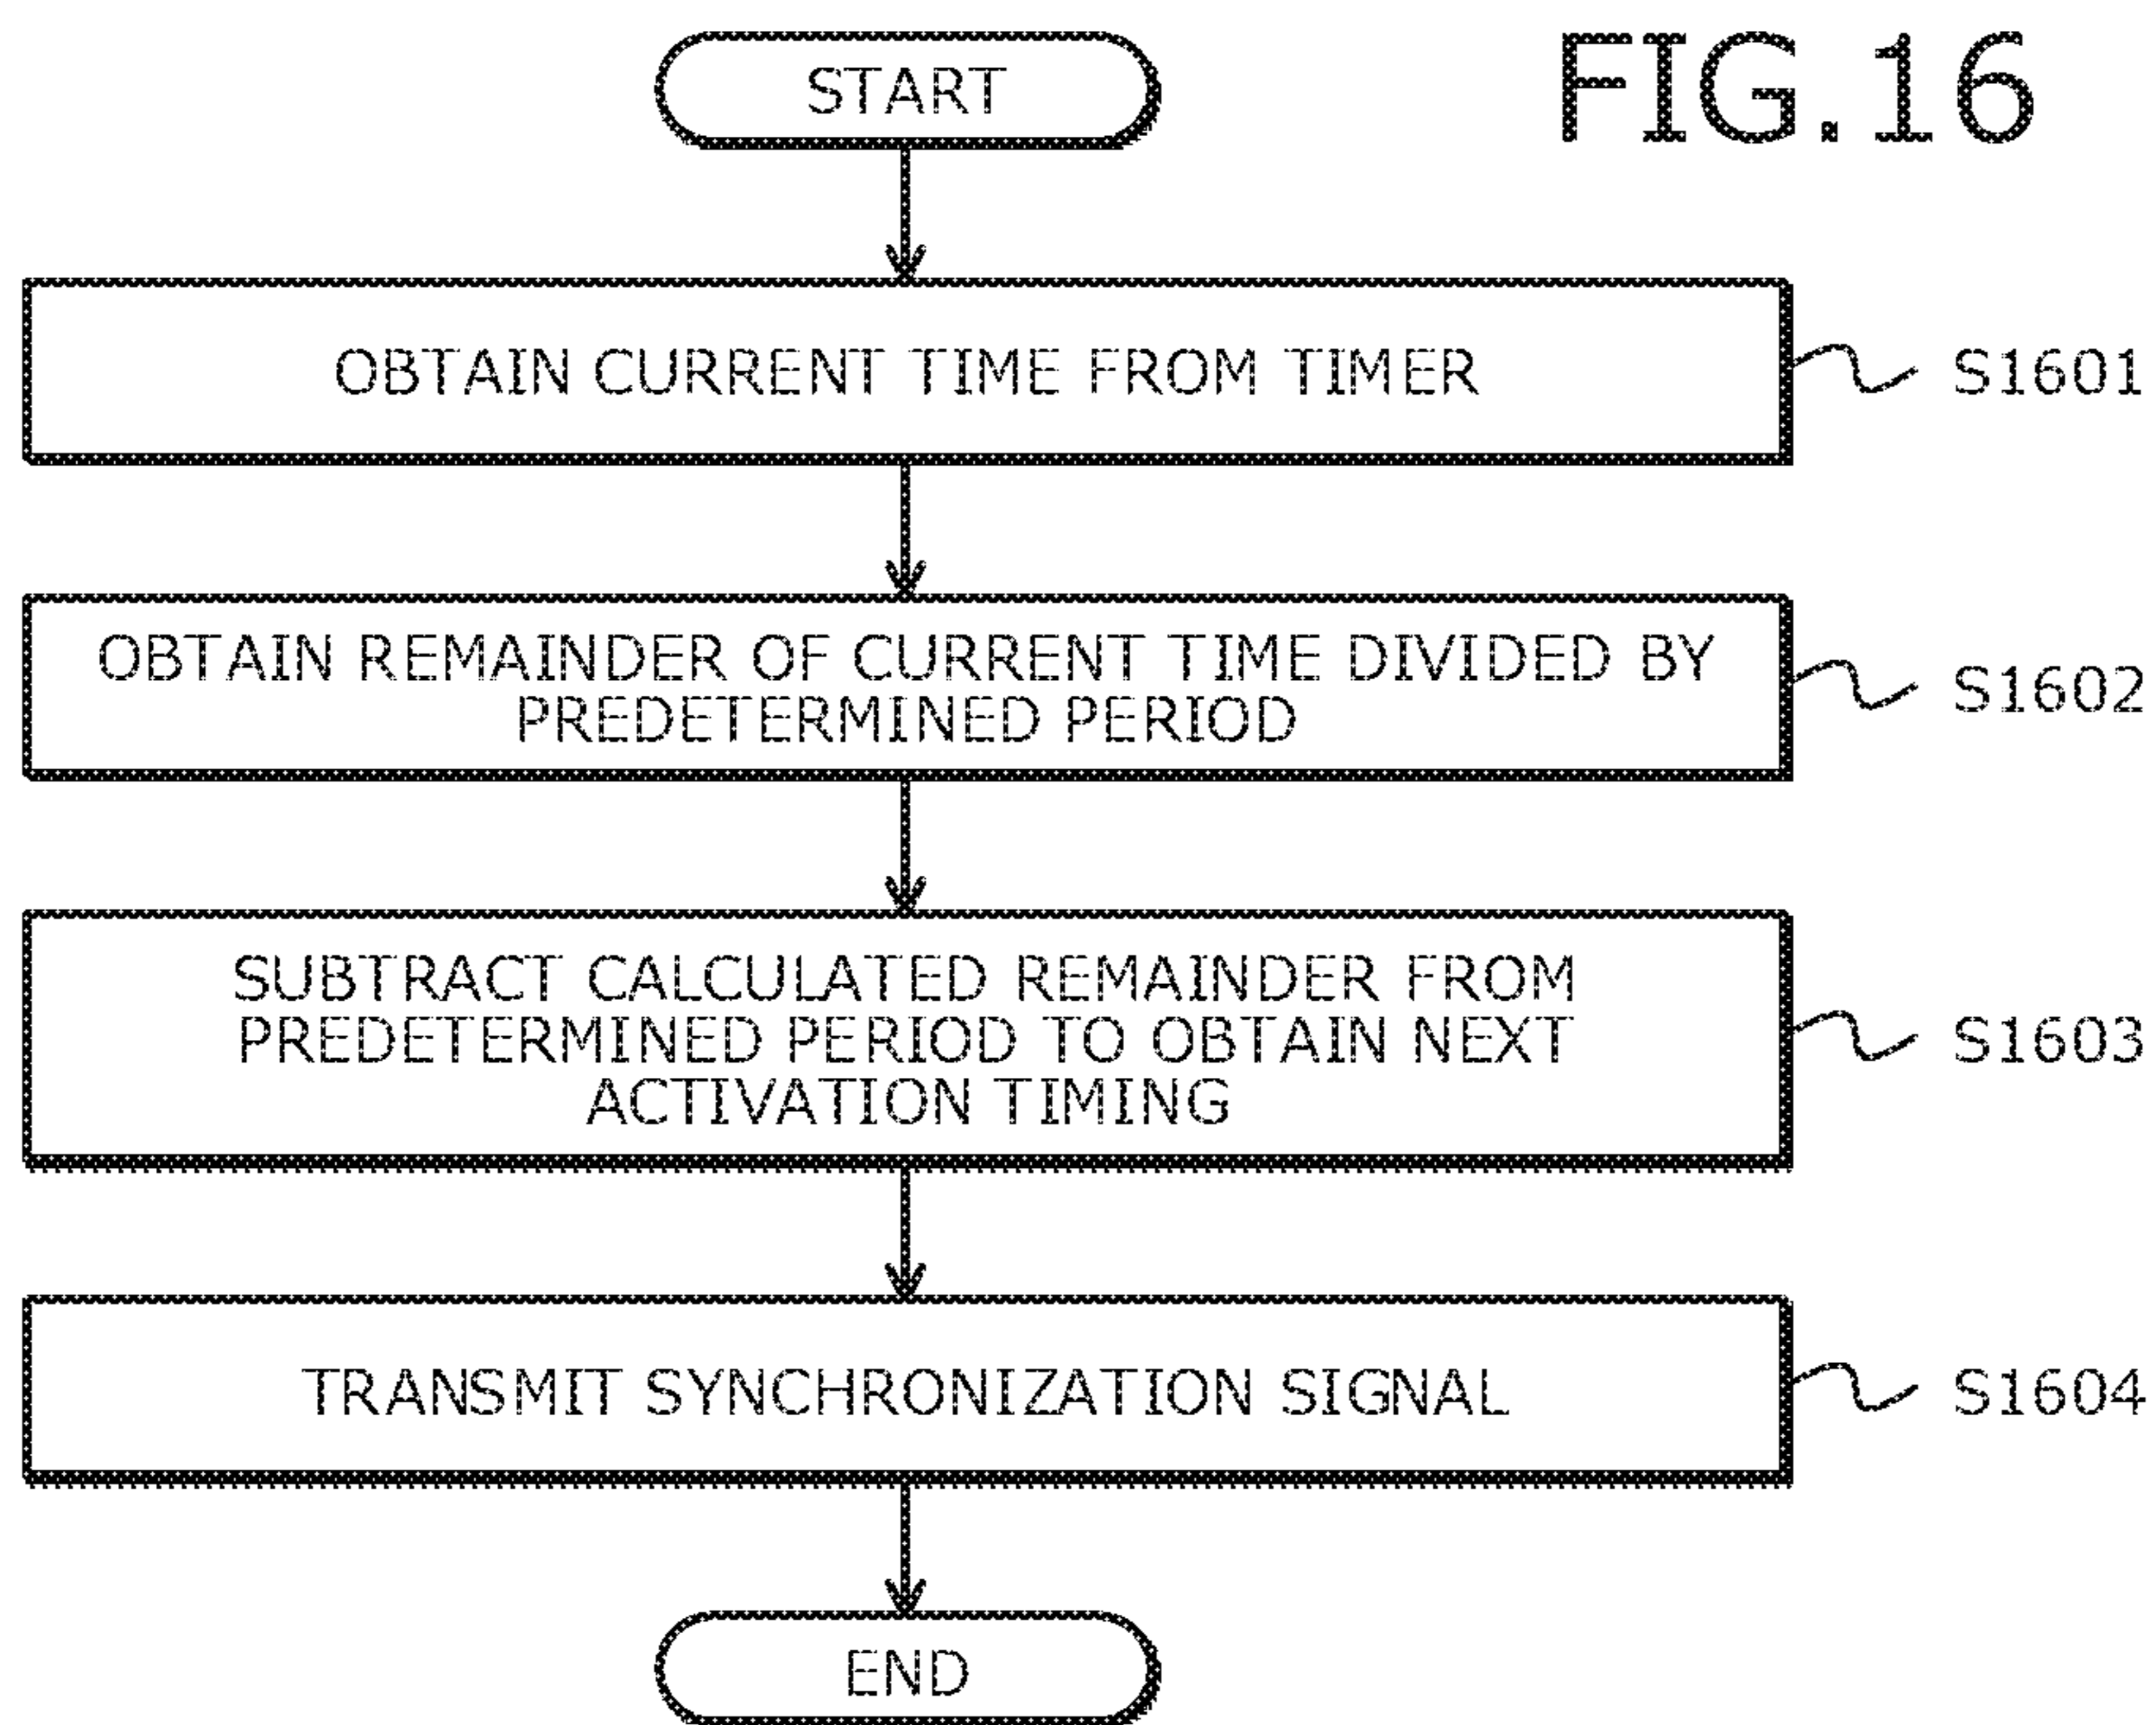 FIG.16
START
OBTAIN CURRENT TIME FROM TIMER
S1601
OBTAIN REMAINDER OF CURRENT TIME DIVIDED BY
PREDETERMINED PERIOD
S1602
SUBTRACT CALCULATED REMAINDER FROM
PREDETERMINED PERIOD TO OBTAIN NEXT
ACTIVATION TIMING
S1603
TRANSMIT SYNCHRONIZATION SIGNAL
S1604
END